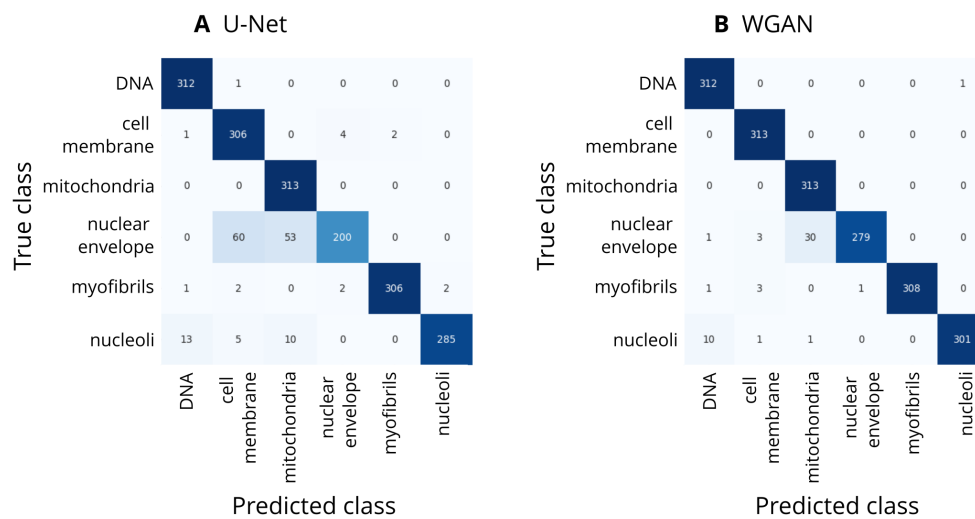 A U-Net
DNA 312 1 0 0 0 0
cell
membrane 1 306 0 4 2 0
mitochondria 0 0 313 0 0 0
nuclear
envelope 0 60 53 200 0 0
myofibrils 1 2 0 2 306 2
nucleoli 13 5 10 0 0 285
True class
DNA
cell
membrane
mitochondria
nuclear
envelope
myofibrils
nucleoli
Predicted class
B WGAN
DNA 312 0 0 0 0 1
cell
membrane 0 313 0 0 0 0
mitochondria 0 0 313 0 0 0
nuclear
envelope 1 3 30 279 0 0
myofibrils 1 3 0 1 308 0
nucleoli 10 1 1 0 0 301
True class
DNA
cell
membrane
mitochondria
nuclear
envelope
myofibrils
nucleoli
Predicted class